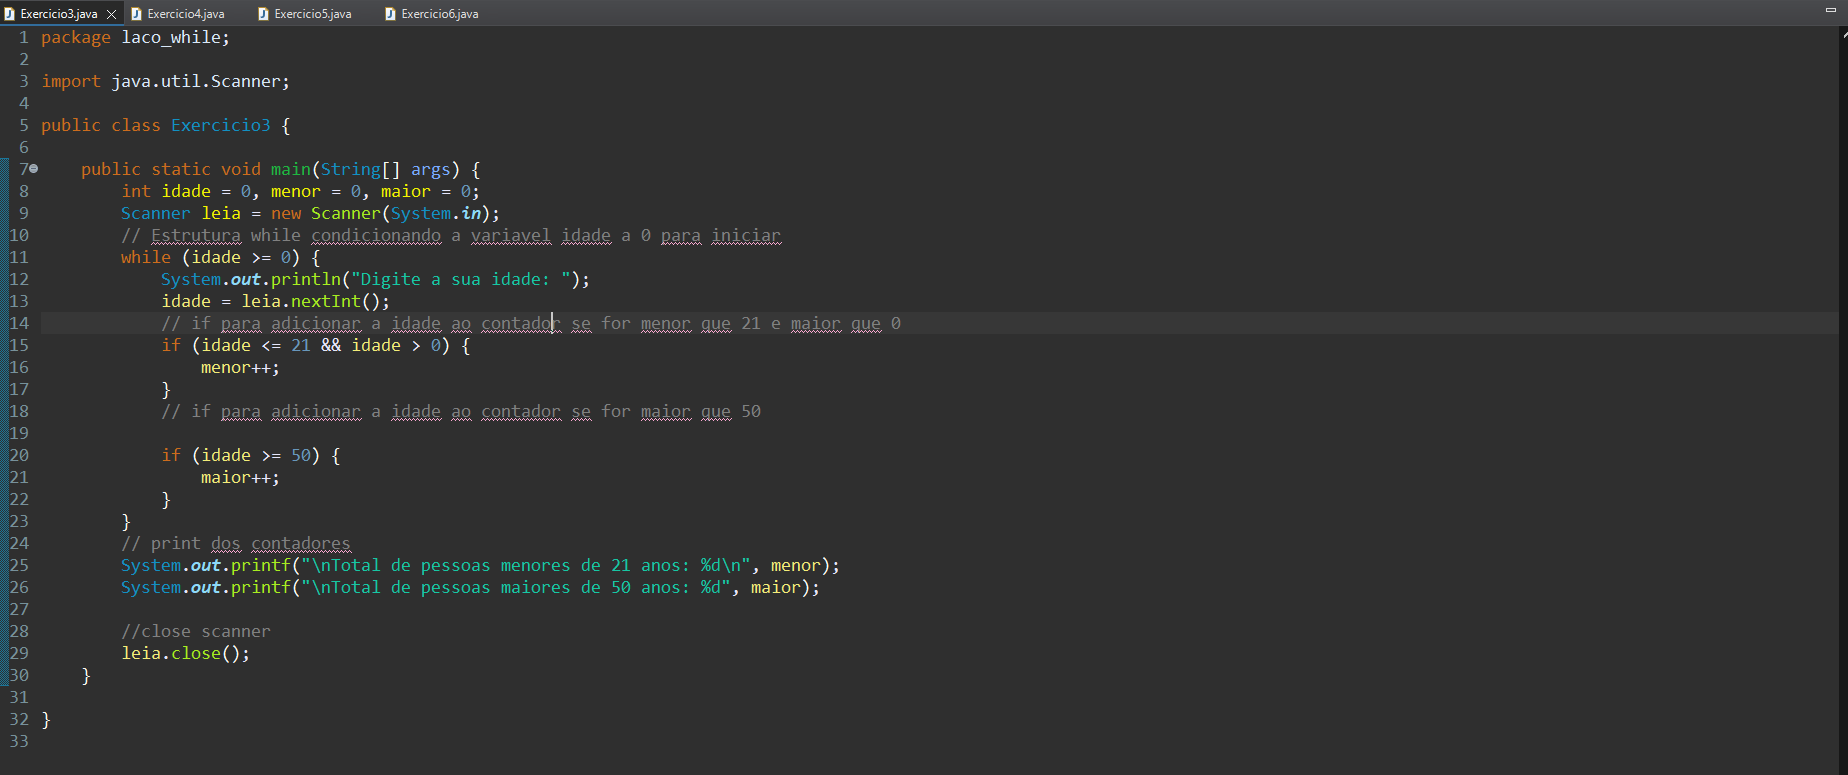 Exercicio3.java Exercicio4.java Exercicio5.java Exercicio6.java
1 package laco_while;
2
3 import java.util.Scanner;
4
5 public class Exercicio3 {
6
7 public static void main(String[] args) {
8 int idade = 0, menor = 0, maior = 0;
9 Scanner leia = new Scanner(System.in);
10 // Estrutura while condicionando a variavel idade a 0 para iniciar
11 while (idade >= 0) {
12 System.out.println("Digite a sua idade: ");
13 idade = leia.nextInt();
14 // if para adicionar a idade ao contador se for menor que 21 e maior que 0
15 if (idade <= 21 && idade > 0) {
16 menor++;
17 }
18 // if para adicionar a idade ao contador se for maior que 50
19
20 if (idade >= 50) {
21 maior++;
22 }
23 }
24 // print dos contadores
25 System.out.printf("\nTotal de pessoas menores de 21 anos: %d\n", menor);
26 System.out.printf("\nTotal de pessoas maiores de 50 anos: %d", maior);
27
28 //close scanner
29 leia.close();
30 }
31
32 }
33